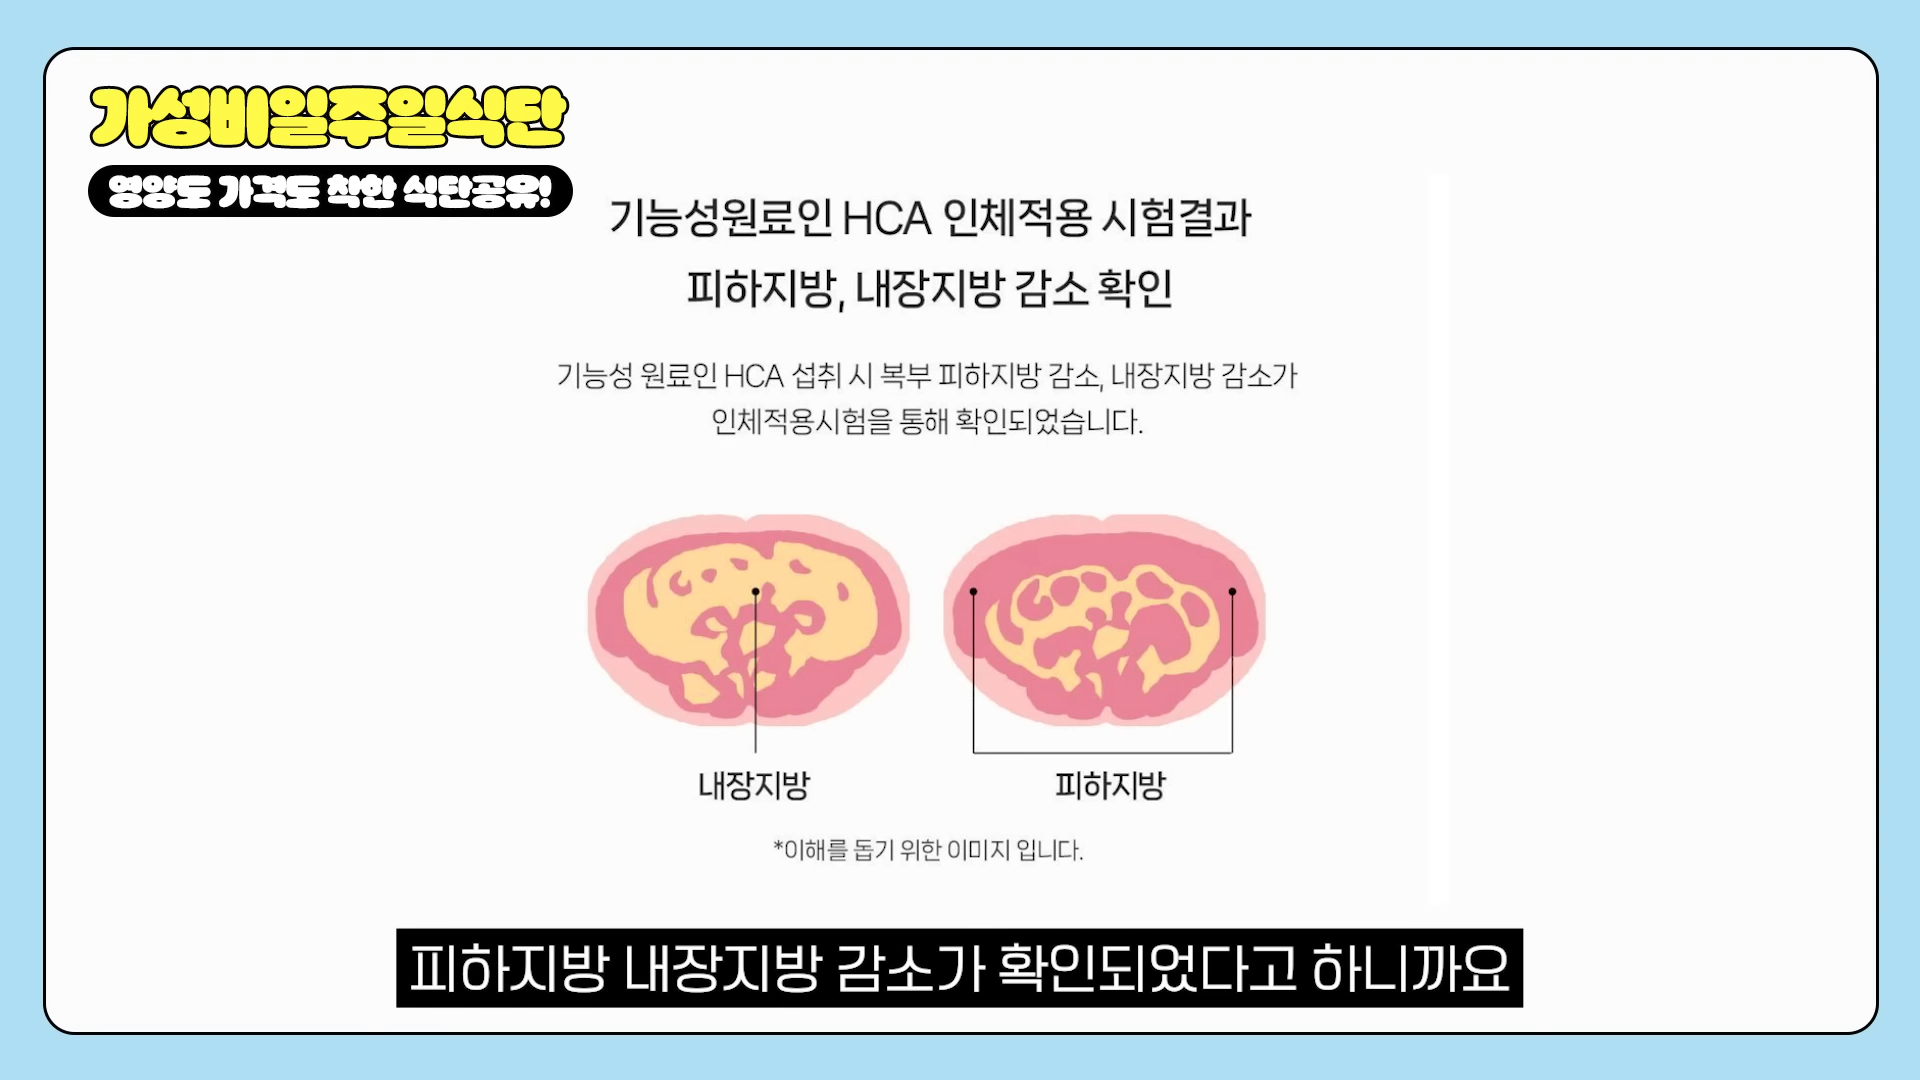 가성비일주일식단
영양도 가격도 착한 식단공유!
기능성원료인 HCA 인체적용 시험결과
피하지방, 내장지방 감소 확인
기능성 원료인 HCA 섭취 시 복부 피하지방 감소, 내장지방 감소가
인체적용시험을 통해 확인되었습니다.
내장지방
피하지방
*이해를 돕기 위한 이미지 입니다.
피하지방 내장지방 감소가 확인되었다고 하니까요